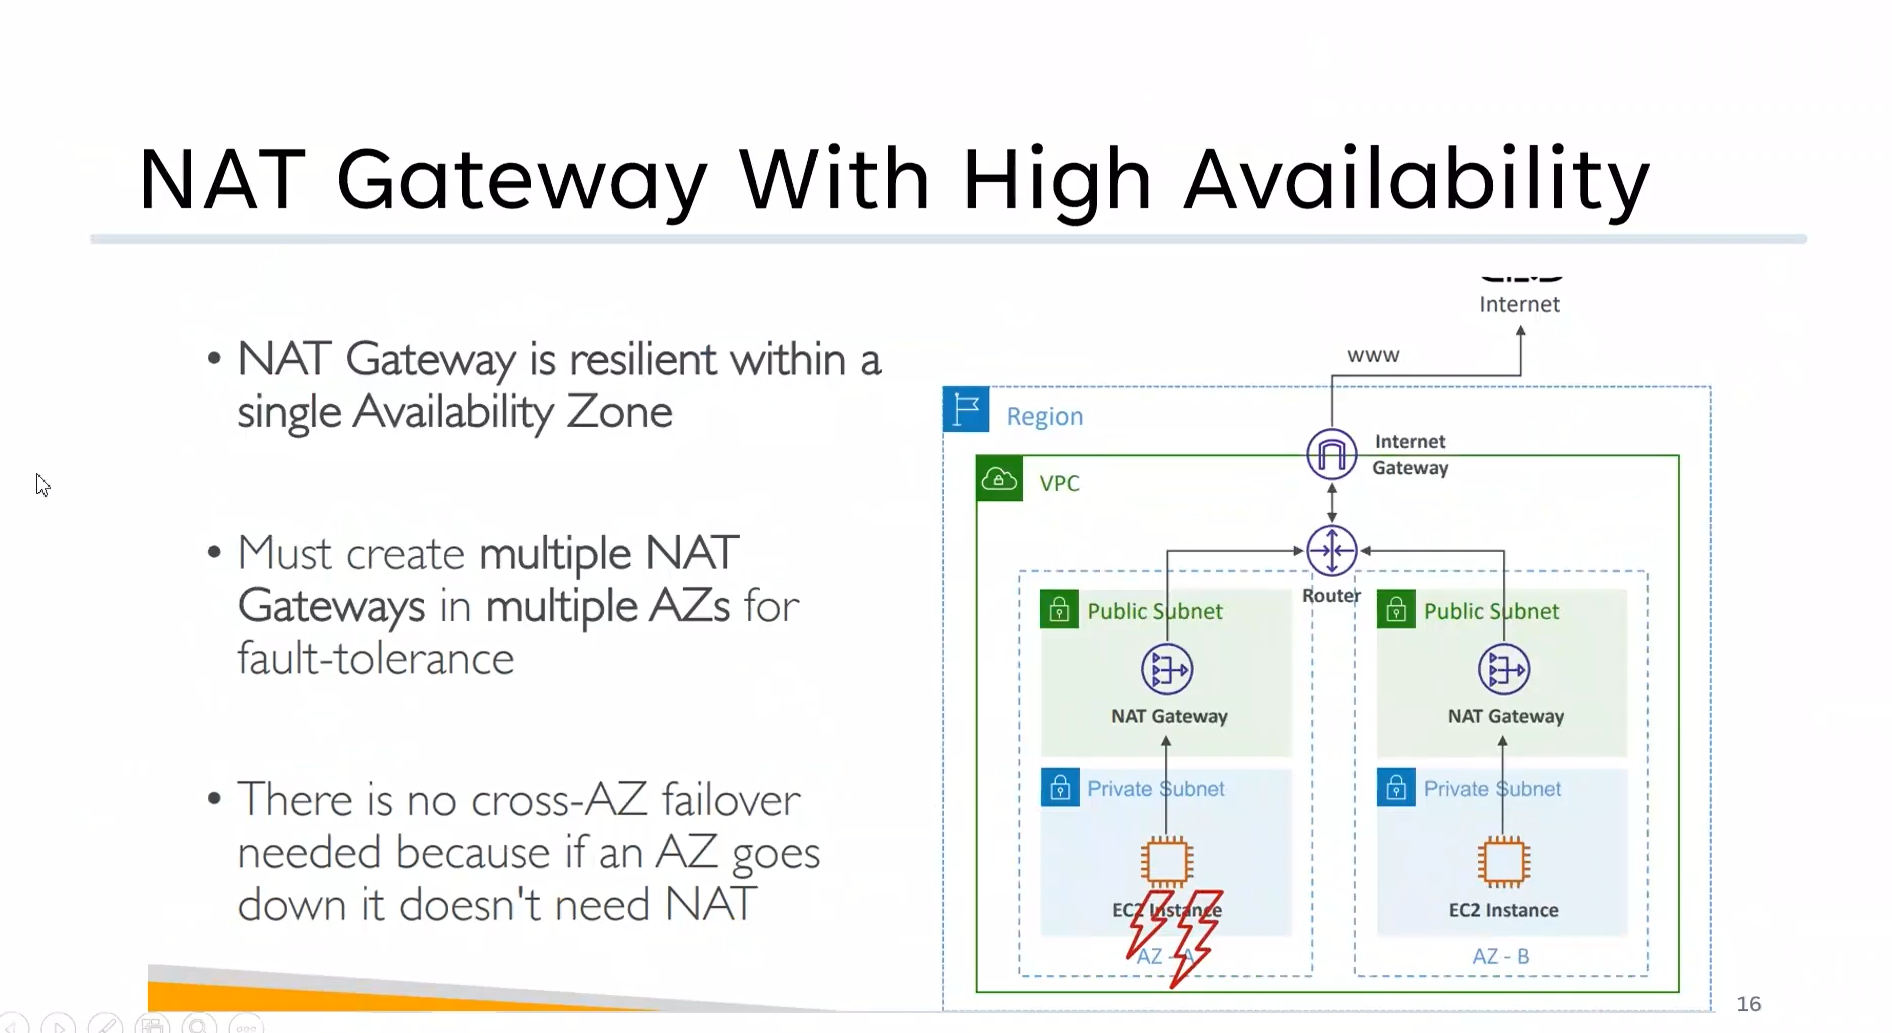 NAT Gateway With High Availability
• NAT Gateway is resilient within a
single Availability Zone
• Must create multiple NAT
Gateways in multiple AZs for
fault-tolerance
• There is no cross-AZ failover
needed because if an AZ goes
down it doesn't need NAT
Internet
www
Region
Internet
Gateway
VPC
Router
Public Subnet
Public Subnet
NAT Gateway
NAT Gateway
Private Subnet
Private Subnet
EC2 Instance
EC2 Instance
AZ - A
AZ - B
16